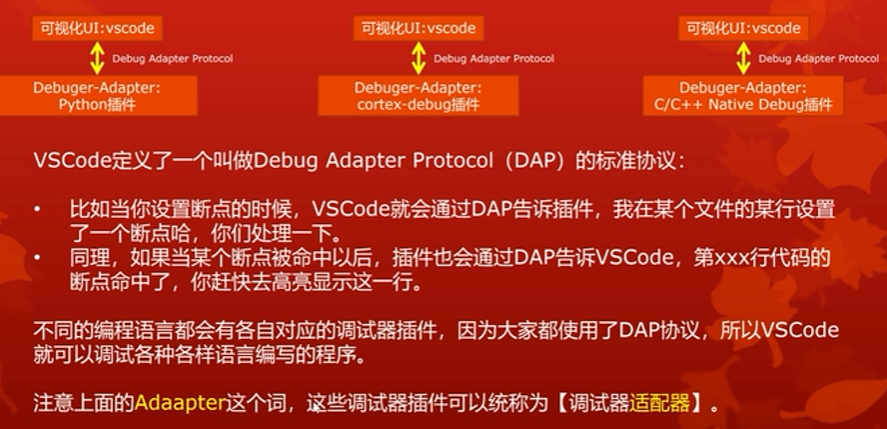 可视化UI:vscode
可视化UI:vscode
可视化UI:vscode
Debug Adapter Protocol
Debug Adapter Protocol
Debug Adapter Protocol
Debuger-Adapter:
Python插件
Debuger-Adapter:
cortex-debug插件
Debuger-Adapter:
C/C++ Native Debug插件
VSCode定义了一个叫做Debug Adapter Protocol（DAP）的标准协议：
• 比如当你设置断点的时候，VSCode就会通过DAP告诉插件，我在某个文件的某行设置
了一个断点哈，你们处理一下。
• 同理，如果当某个断点被命中以后，插件也会通过DAP告诉VSCode，第xxx行代码的
断点命中了，你赶快去高亮显示这一行。
不同的编程语言都会有各自对应的调试器插件，因为大家都使用了DAP协议，所以VSCode
就可以调试各种各样语言编写的程序。
注意上面的Adaapter这个词，这些调试器插件可以统称为【调试器适配器】。